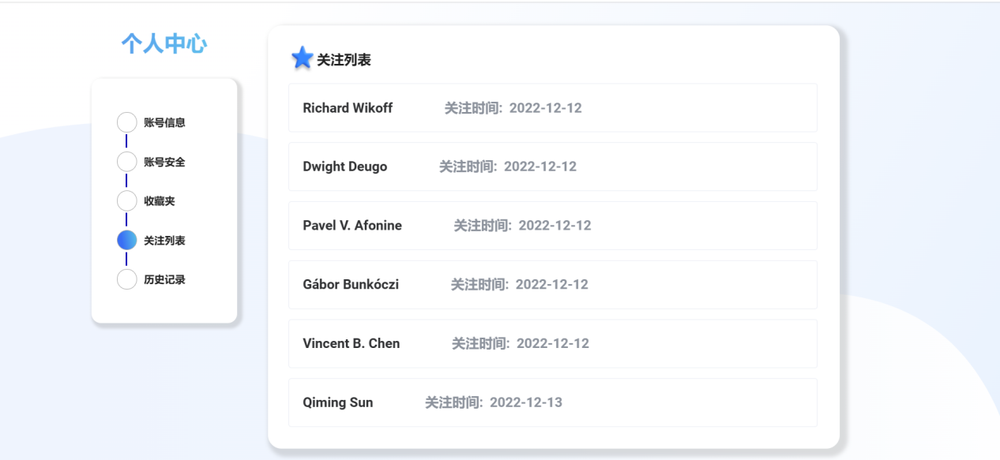 个人中心
账号信息
账号安全
收藏夹
关注列表
历史记录
关注列表
Richard Wikoff 关注时间: 2022-12-12
Dwight Deugo 关注时间: 2022-12-12
Pavel V. Afonine 关注时间: 2022-12-12
Gábor Bunkóczi 关注时间: 2022-12-12
Vincent B. Chen 关注时间: 2022-12-12
Qiming Sun 关注时间: 2022-12-13